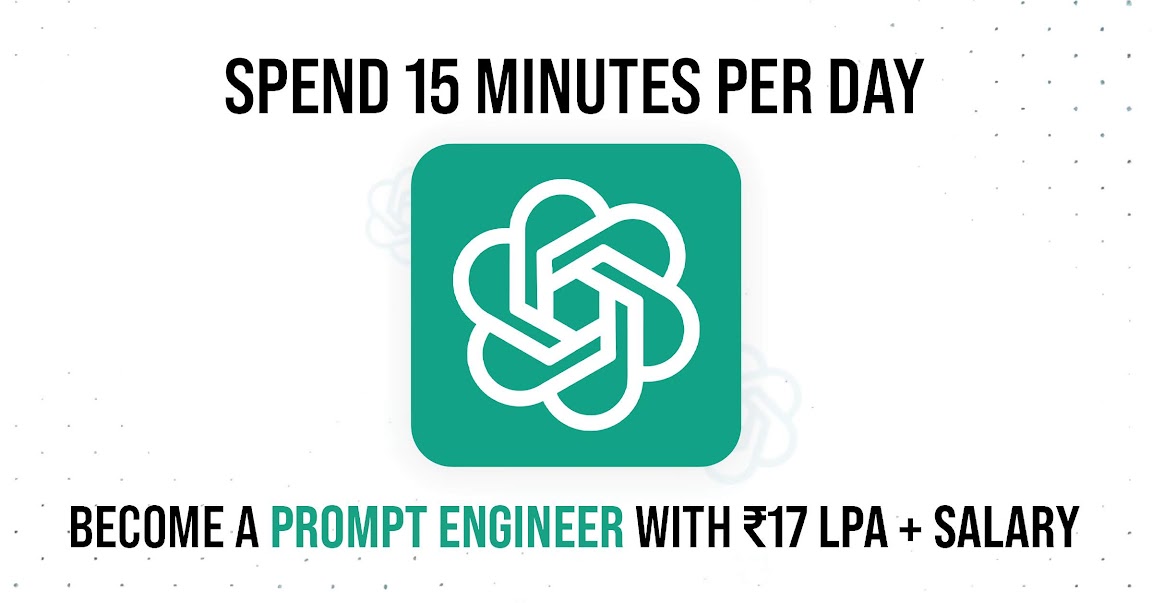 SPEND 15 MINUTES PER DAY
BECOME A PROMPT ENGINEER WITH ₹17 LPA + SALARY